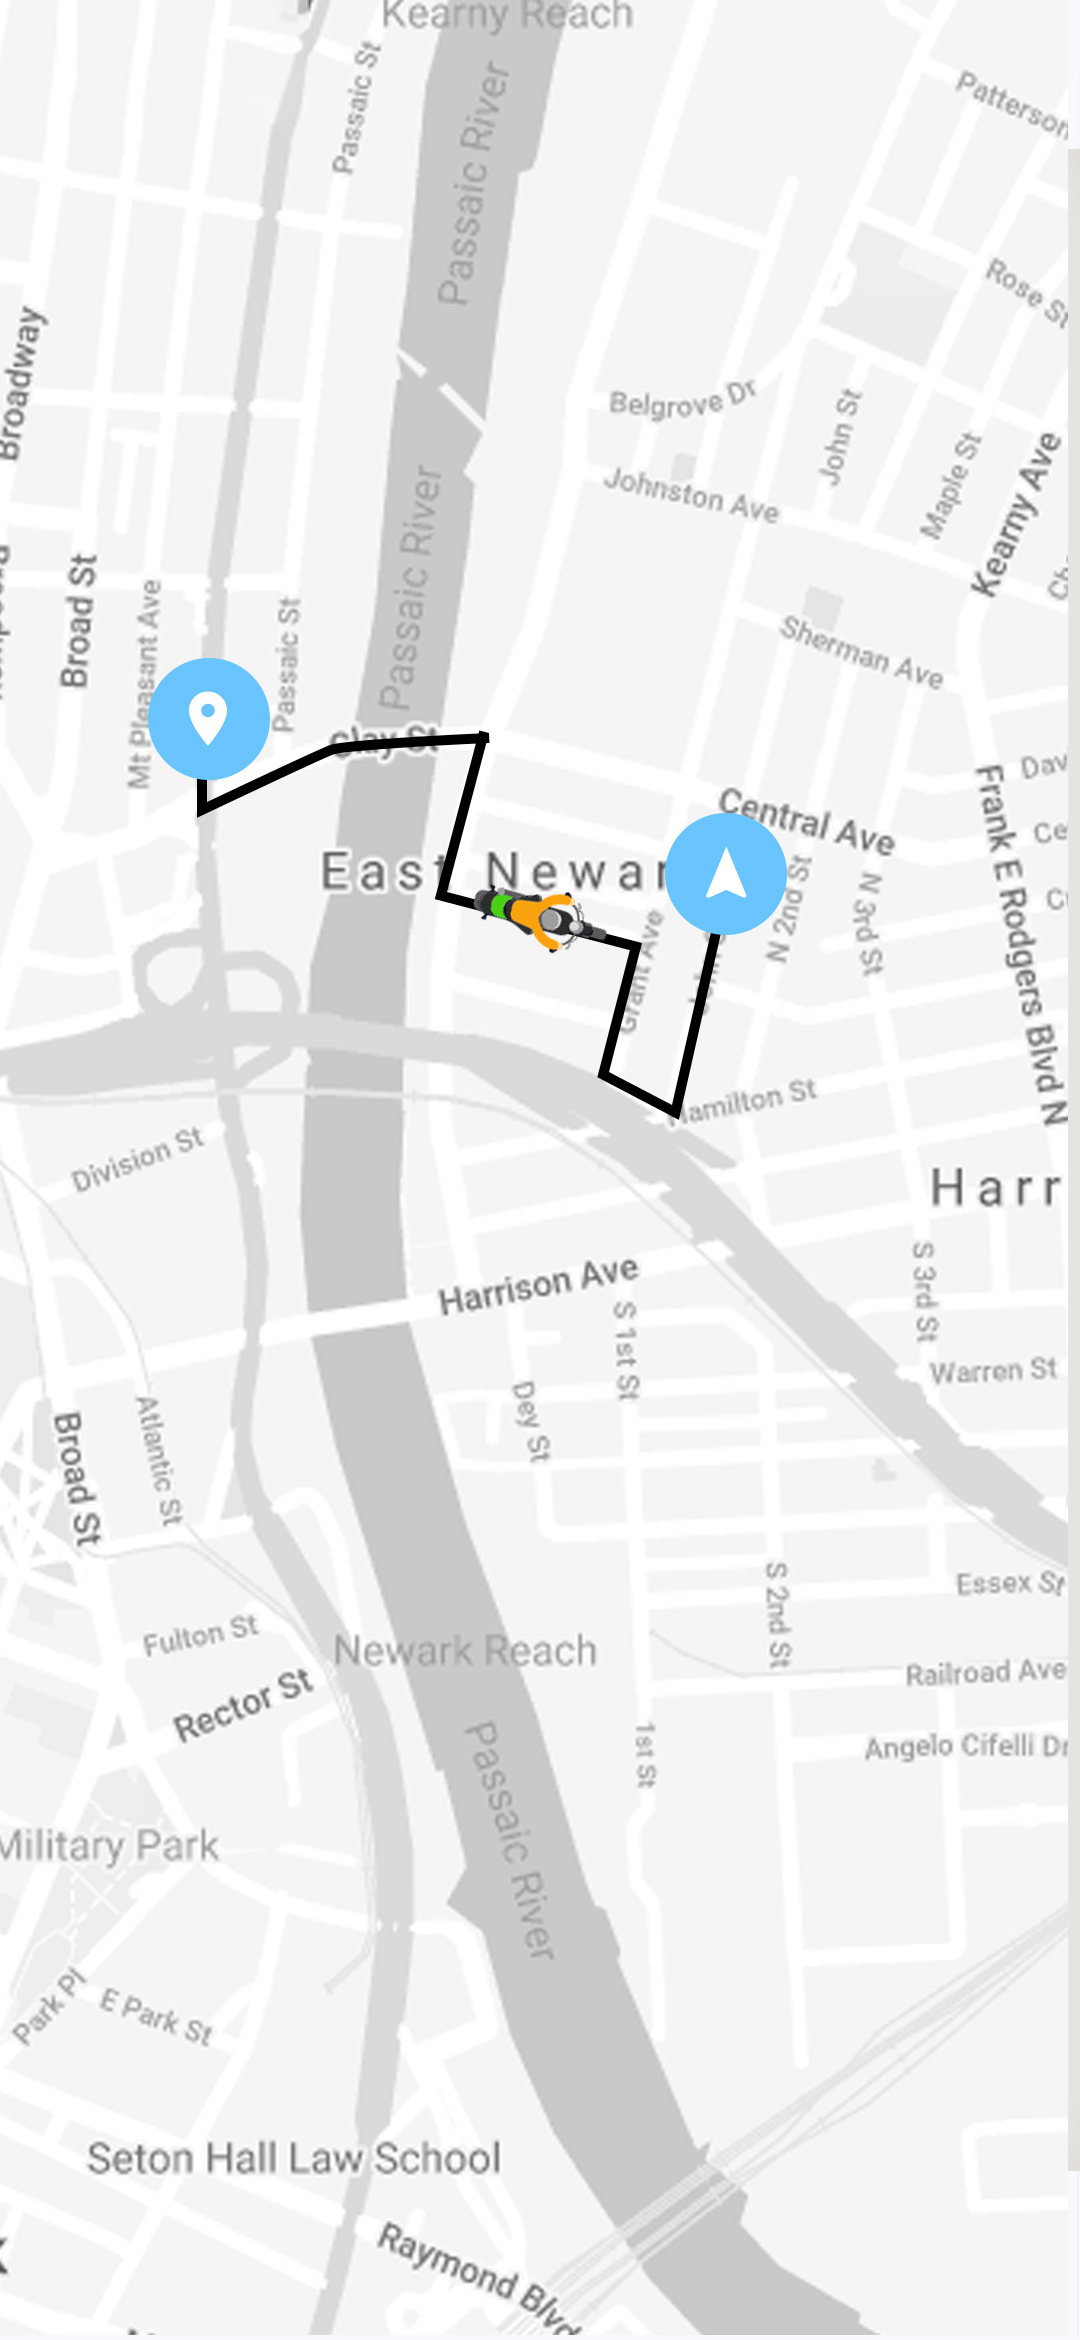 Kearny Reach
Passaic St
Passaic River
Patterson
Rose St
Broadway
Belgrove Dr
John St
Johnston Ave
Maple St
Kearny Ave
Passaic River
Broad St
Mt Pleasant Ave
Passaic St
Sherman Ave
Clay St
Central Ave
Dav
Ce
Frank E Rodgers Blvd N
East Newar
N 2nd St
N 3rd St
Grant Ave
Hamilton St
Division St
Harr
Harrison Ave
S 1st St
S 3rd St
Warren St
Dey St
Atlantic St
Broad St
S 2nd St
Essex St
Fulton St
Newark Reach
Rector St
Railroad Ave
1st St
Angelo Cifelli Dr
Passaic River
Military Park
Park Pl
E Park St
Seton Hall Law School
Raymond Blvd